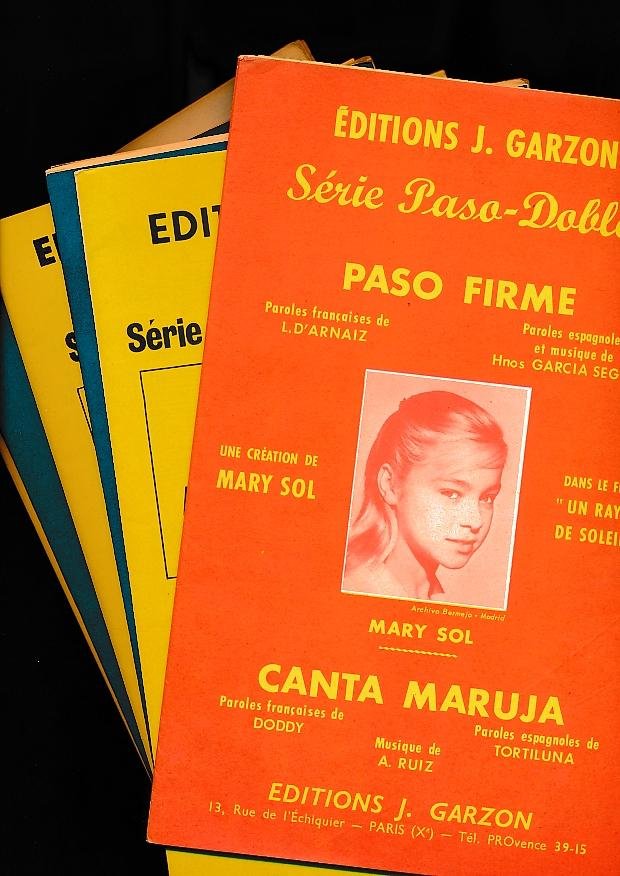 ÉDITIONS J. GARZON
Série Paso-Doble
PASO FIRME
Paroles françaises de
L. D'ARNAIZ
Paroles espagnole
et musique de
Hnos GARCIA SEG
UNE CRÉATION DE
MARY SOL
DANS LE F
" UN RAY
DE SOLEI
Archivo Bermejo - Madrid
MARY SOL
CANTA MARUJA
Paroles françaises de
DODDY
Paroles espagnoles de
TORTILUNA
Musique de
A. RUIZ
EDITIONS J. GARZON
13, Rue de l'Échiquier — PARIS (Xᵉ) — Tél. PROvence 39-15
EDIT
Série
E
S